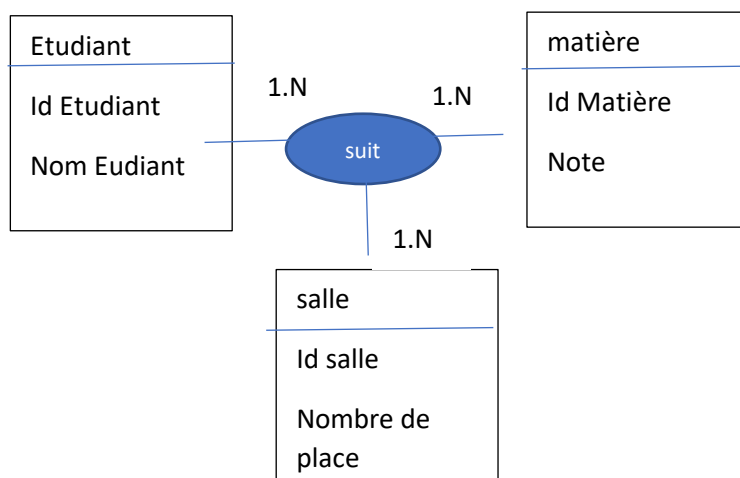 Etudiant
Id Etudiant
Nom Eudiant
1.N
suit
1.N
matière
Id Matière
Note
1.N
salle
Id salle
Nombre de
place